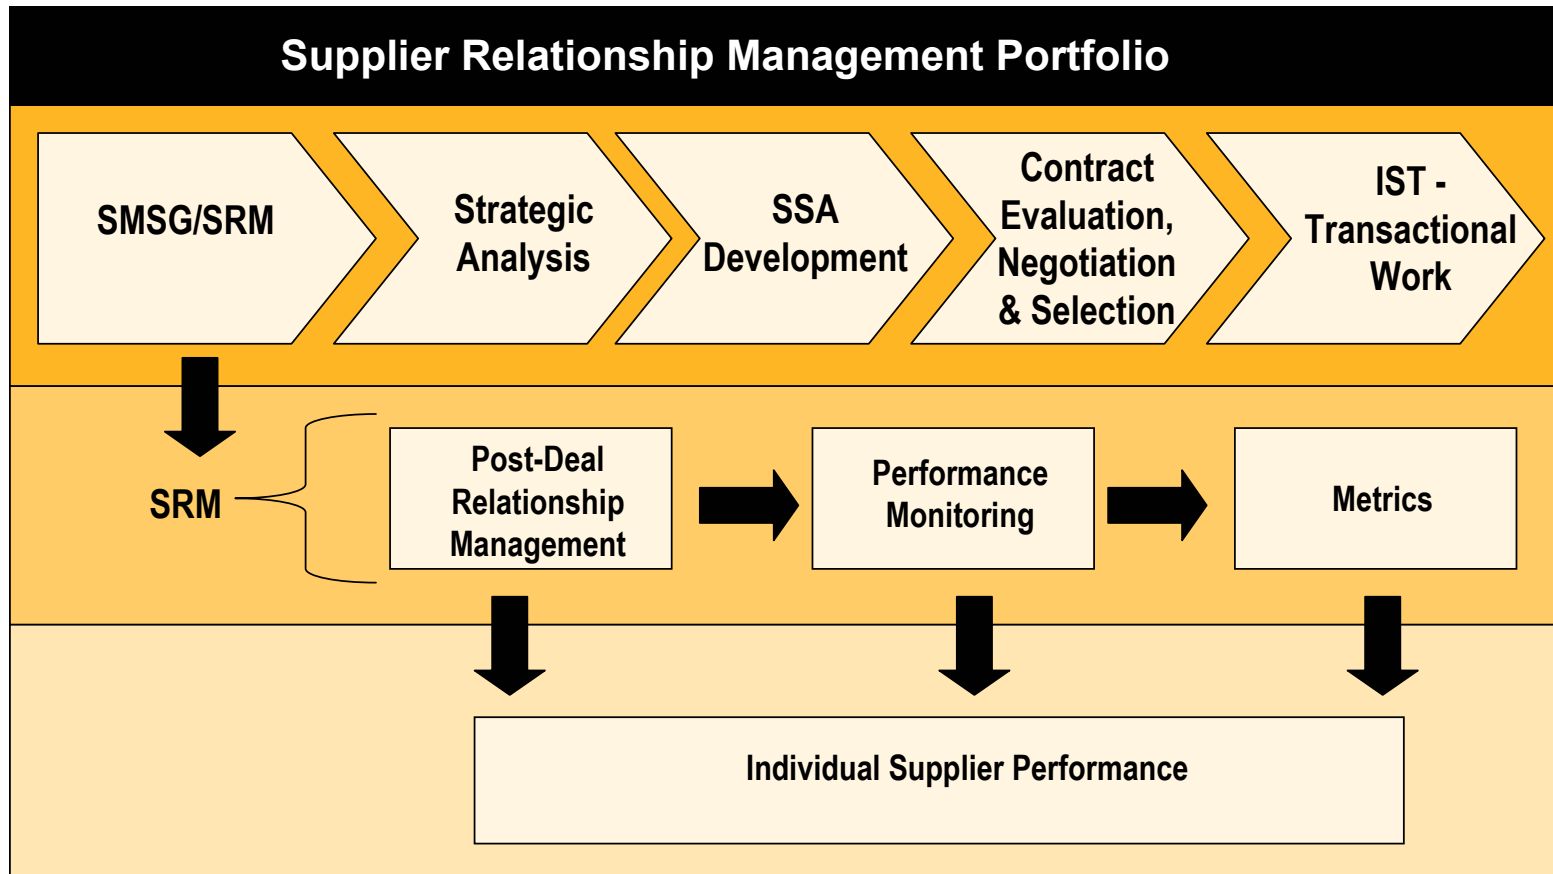 Supplier Relationship Management Portfolio
SMSG/SRM
Strategic
Analysis
SSA
Development
Contract
Evaluation,
Negotiation
& Selection
IST -
Transactional
Work
SRM
Post-Deal
Relationship
Management
Performance
Monitoring
Metrics
Individual Supplier Performance